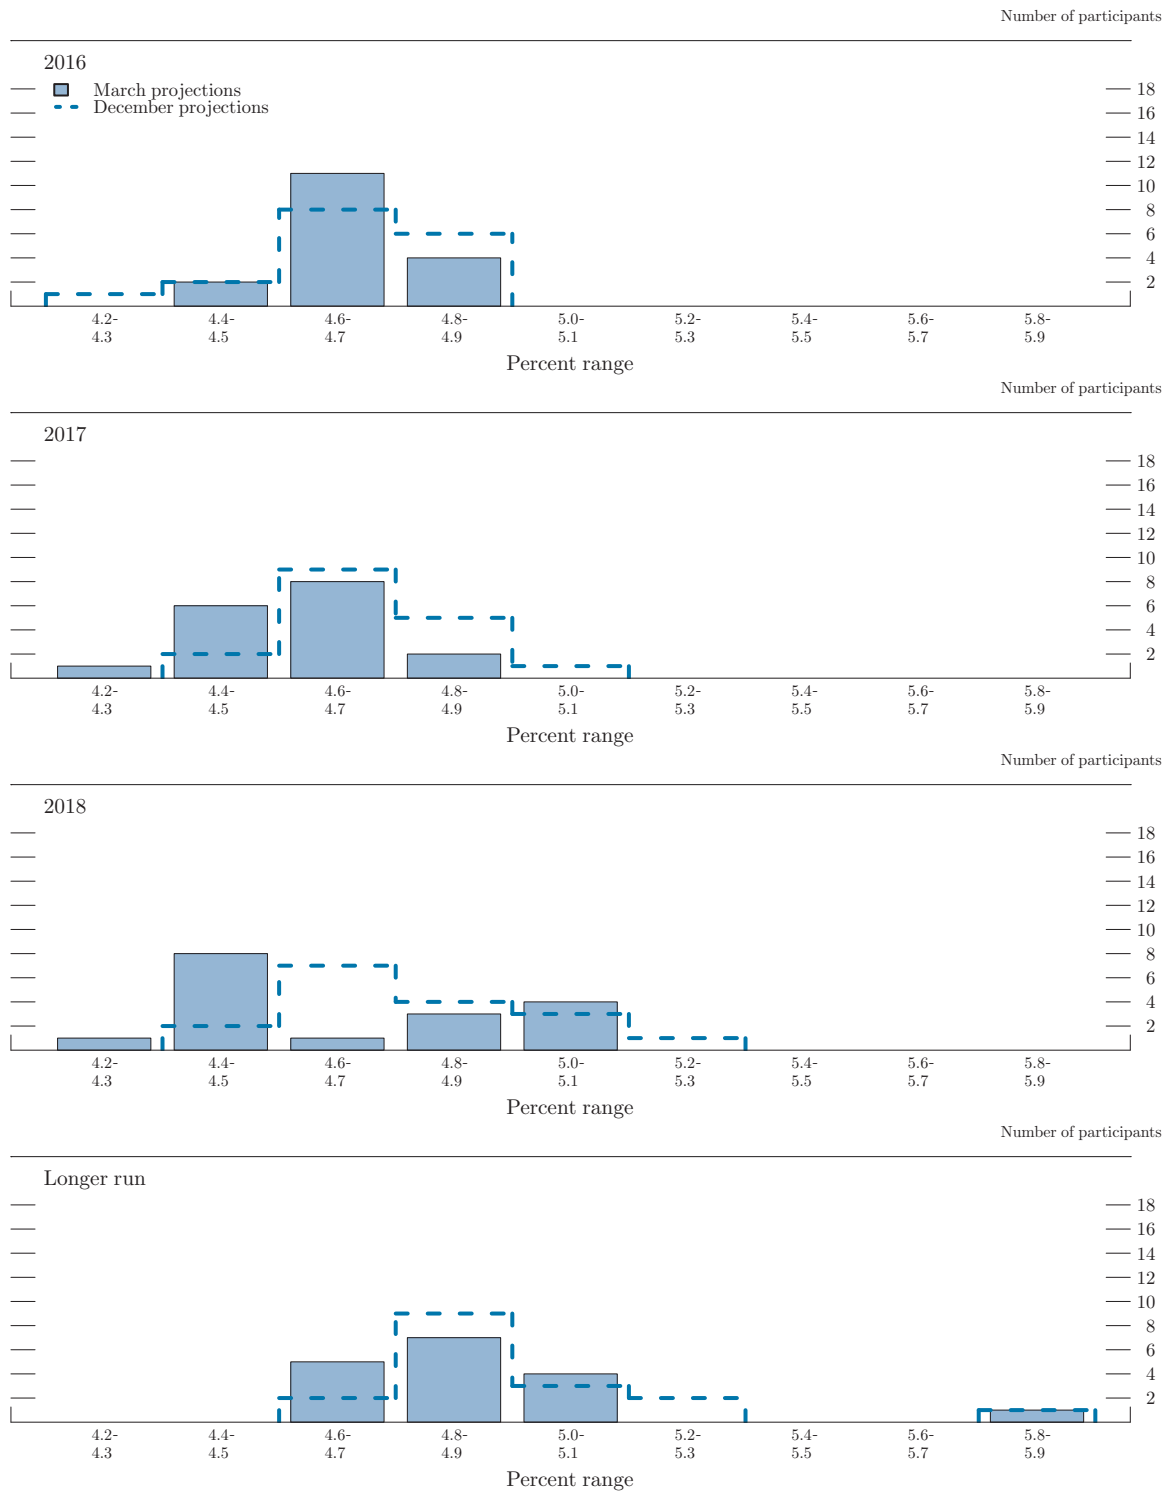 Number of participants
2016
March projections
December projections
18
16
14
12
10
8
6
4
2
4.2- 4.4- 4.6- 4.8- 5.0- 5.2- 5.4- 5.6- 5.8-
4.3 4.5 4.7 4.9 5.1 5.3 5.5 5.7 5.9
Percent range
Number of participants
2017
18
16
14
12
10
8
6
4
2
4.2- 4.4- 4.6- 4.8- 5.0- 5.2- 5.4- 5.6- 5.8-
4.3 4.5 4.7 4.9 5.1 5.3 5.5 5.7 5.9
Percent range
Number of participants
2018
18
16
14
12
10
8
6
4
2
4.2- 4.4- 4.6- 4.8- 5.0- 5.2- 5.4- 5.6- 5.8-
4.3 4.5 4.7 4.9 5.1 5.3 5.5 5.7 5.9
Percent range
Number of participants
Longer run
18
16
14
12
10
8
6
4
2
4.2- 4.4- 4.6- 4.8- 5.0- 5.2- 5.4- 5.6- 5.8-
4.3 4.5 4.7 4.9 5.1 5.3 5.5 5.7 5.9
Percent range